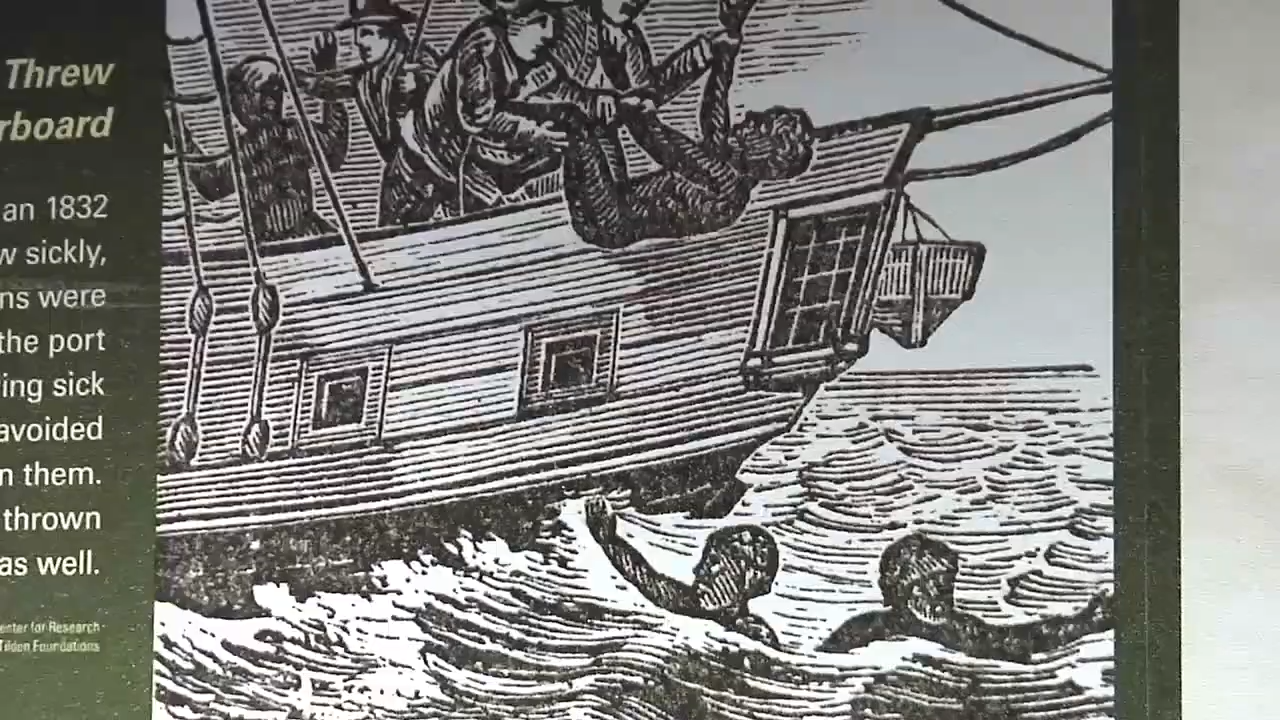 Threw
rboard
an 1832
w sickly,
ns were
the port
ing sick
avoided
n them.
thrown
as well.
enter for Research
Tilden Foundations